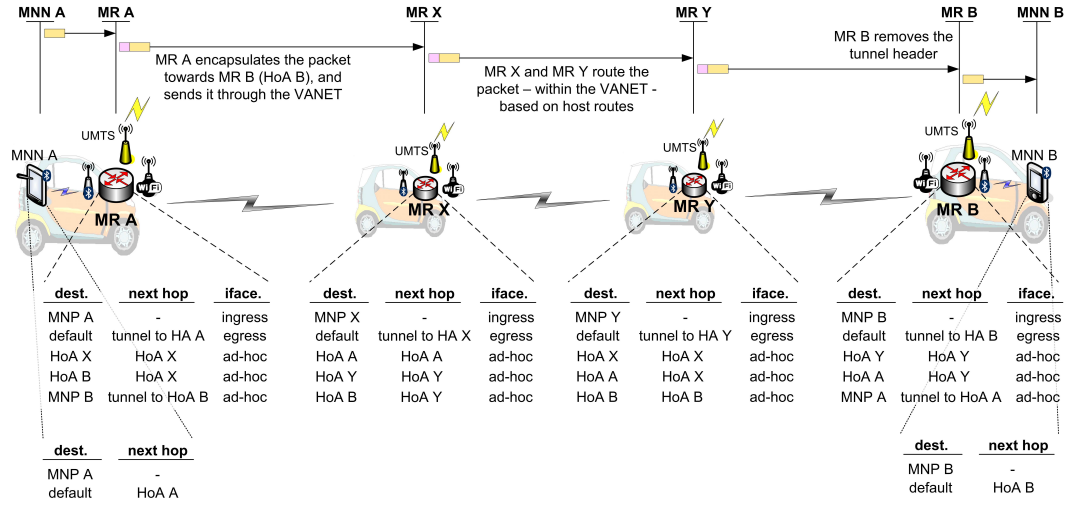 MNN A MR A MR X MR Y MR B MNN B
MR A encapsulates the packet
towards MR B (HoA B), and
sends it through the VANET
MR X and MR Y route the
packet – within the VANET -
based on host routes
MR B removes the
tunnel header
MNN A
UMTS
Wi Fi
MR A
UMTS
Wi Fi
MR X
UMTS
Wi Fi
MR Y
UMTS
Wi Fi
MR B
MNN B
dest. next hop iface.
MNP A - ingress
default tunnel to HA A egress
HoA X HoA X ad-hoc
HoA B HoA X ad-hoc
MNP B tunnel to HoA B ad-hoc
dest. next hop iface.
MNP X - ingress
default tunnel to HA X egress
HoA A HoA A ad-hoc
HoA Y HoA Y ad-hoc
HoA B HoA Y ad-hoc
dest. next hop iface.
MNP Y - ingress
default tunnel to HA Y egress
HoA X HoA X ad-hoc
HoA A HoA X ad-hoc
HoA B HoA B ad-hoc
dest. next hop iface.
MNP B - ingress
default tunnel to HA B egress
HoA Y HoA Y ad-hoc
HoA A HoA Y ad-hoc
MNP A tunnel to HoA A ad-hoc
dest. next hop
MNP A -
default HoA A
dest. next hop
MNP B -
default HoA B